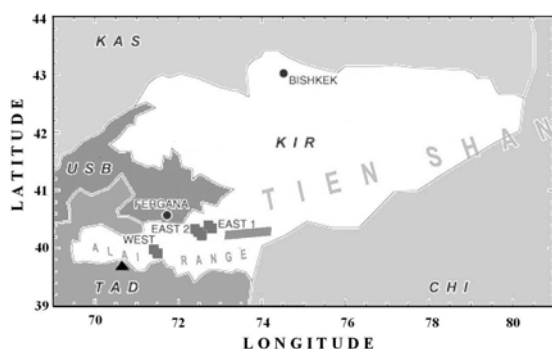 44
KAS
43
BISHKEK
KIR
42
USB
TIEN SHAN
LATITUDE
41
FERGANA
EAST 2 EAST 1
WEST
40
ALAI RANGE
TAD
CHI
39
70 72 74 76 78 80
LONGITUDE